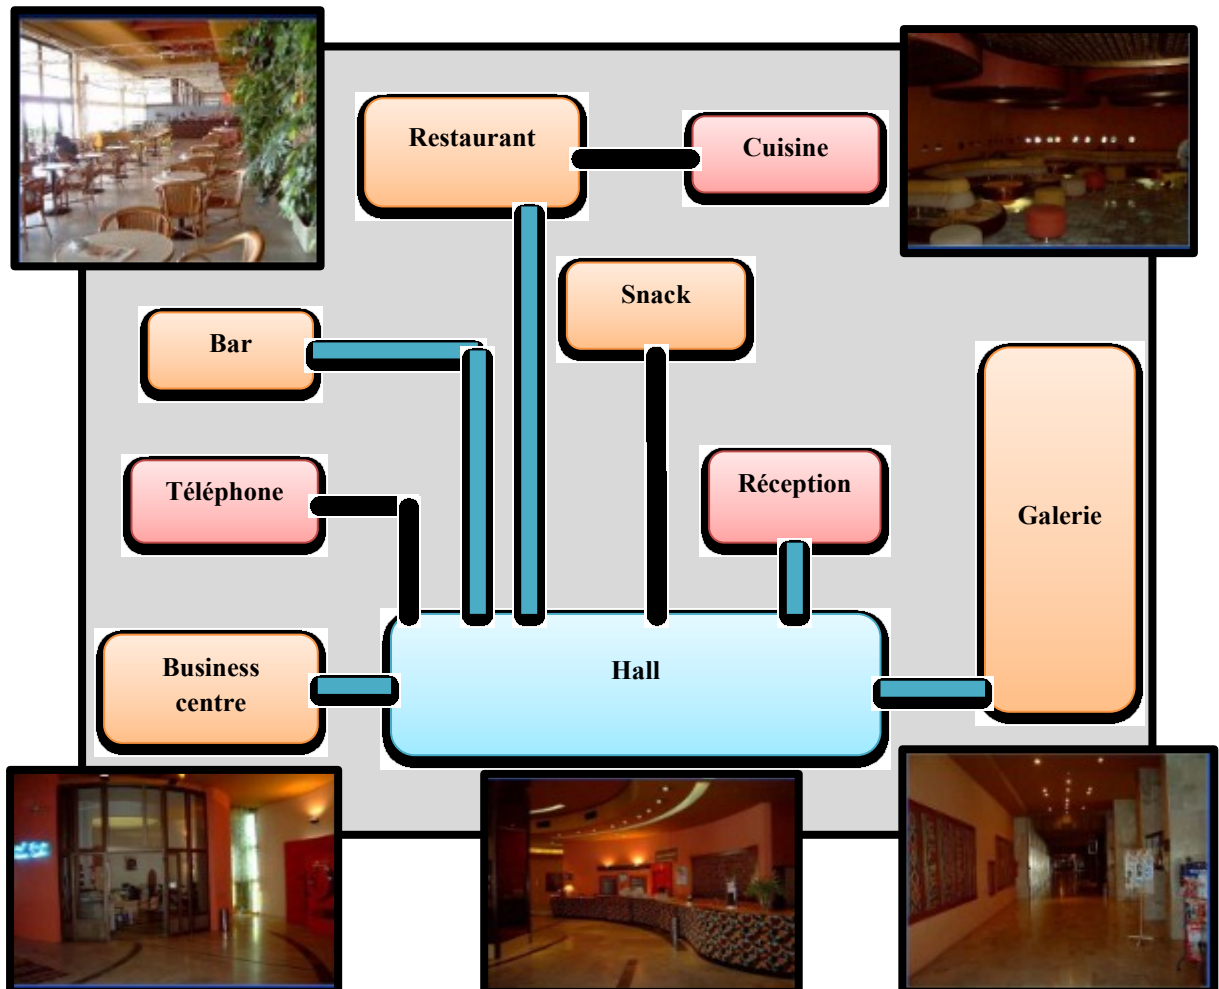 Restaurant
Cuisine
Snack
Bar
Téléphone
Réception
Galerie
Business
centre
Hall